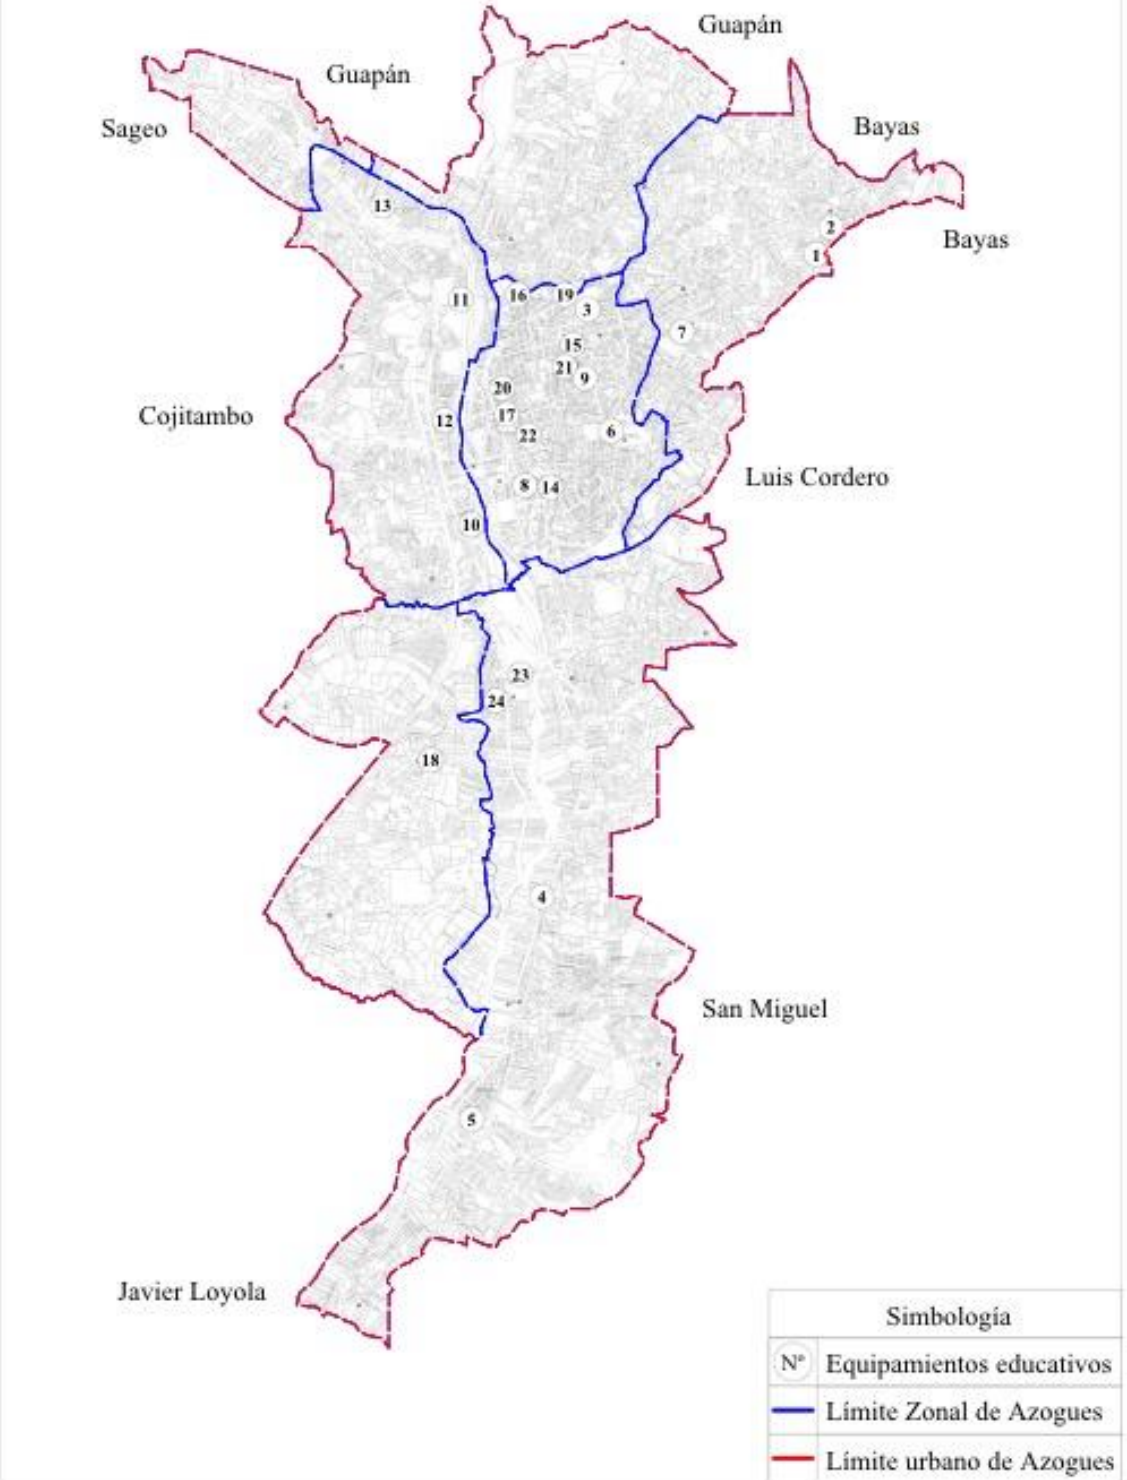 Guapán
Guapán
Sageo
Bayas
13
2
Bayas
1
11
16
19
3
7
15
21
9
20
Cojitambo
12
17
22
6
Luis Cordero
8
14
10
23
24
18
4
San Miguel
5
Javier Loyola
Simbología
N° Equipamientos educativos
Límite Zonal de Azogues
Límite urbano de Azogues